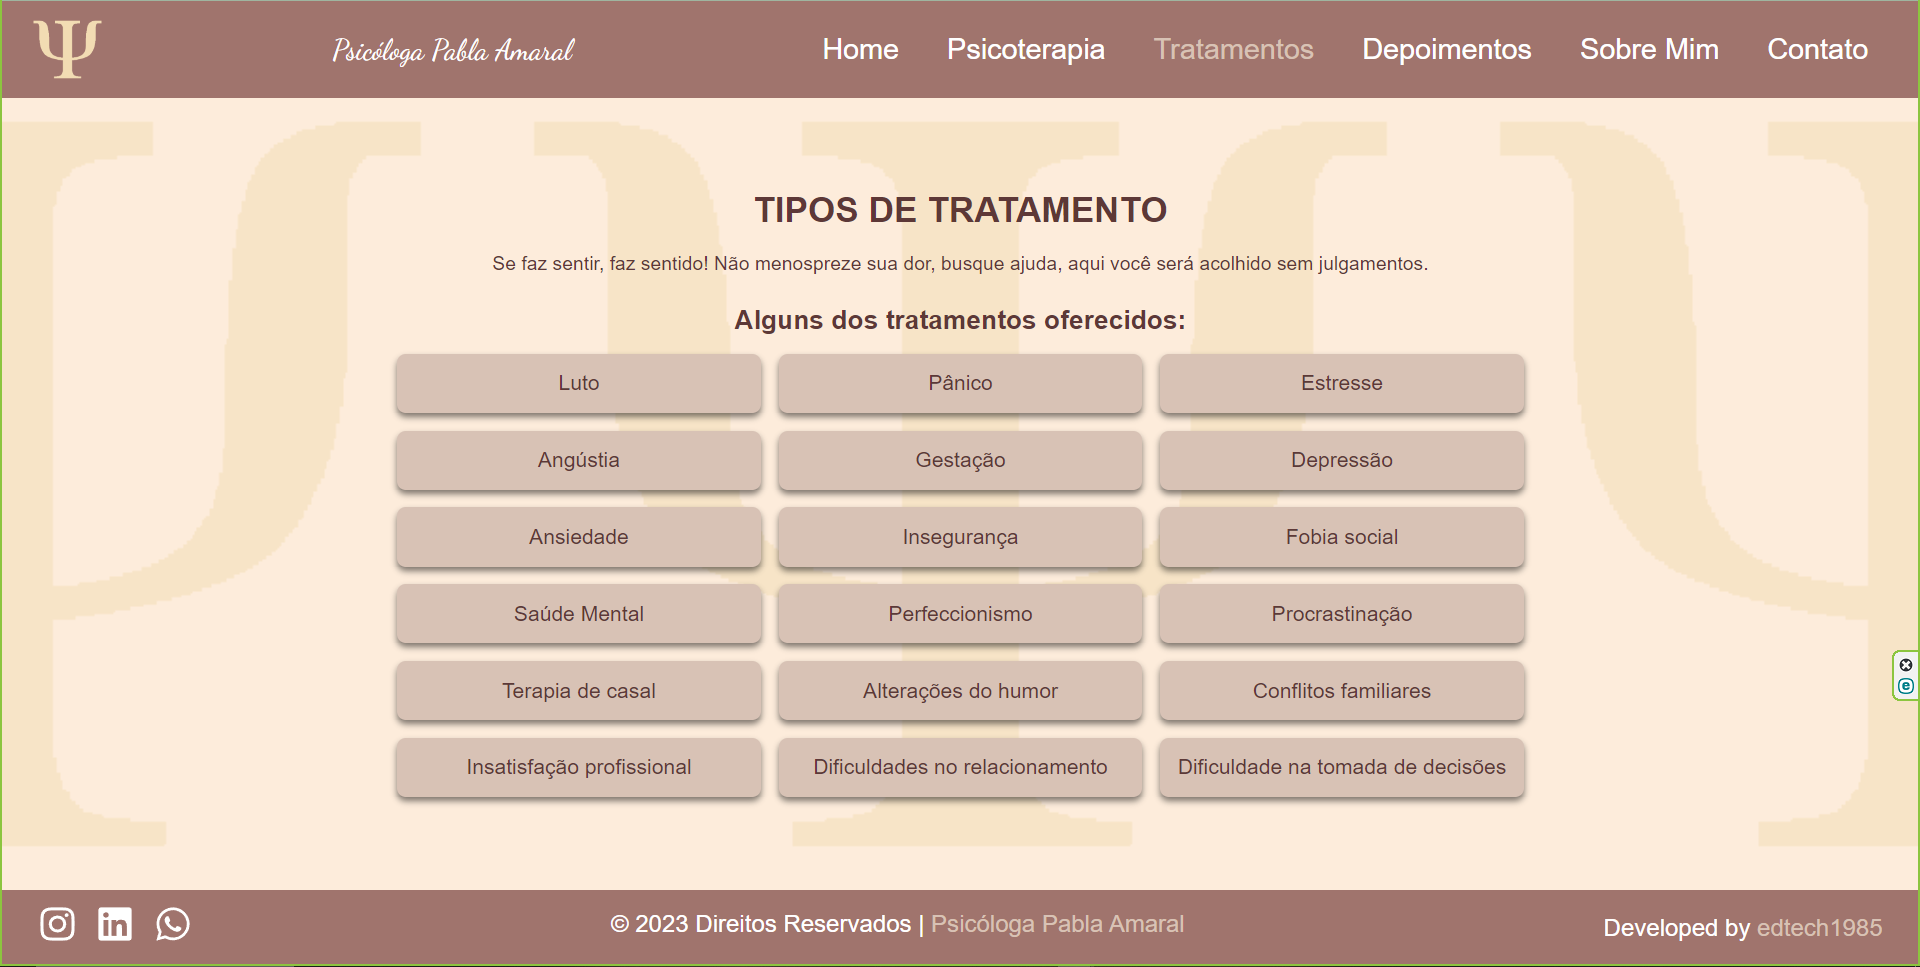 Ψ
Psicóloga Pabla Amaral
Home Psicoterapia Tratamentos Depoimentos Sobre Mim Contato
TIPOS DE TRATAMENTO
Se faz sentir, faz sentido! Não menospreze sua dor, busque ajuda, aqui você será acolhido sem julgamentos.
Alguns dos tratamentos oferecidos:
Luto Pânico Estresse
Angústia Gestação Depressão
Ansiedade Insegurança Fobia social
Saúde Mental Perfeccionismo Procrastinação
Terapia de casal Alterações do humor Conflitos familiares
Insatisfação profissional Dificuldades no relacionamento Dificuldade na tomada de decisões
© 2023 Direitos Reservados | Psicóloga Pabla Amaral
Developed by edtech1985